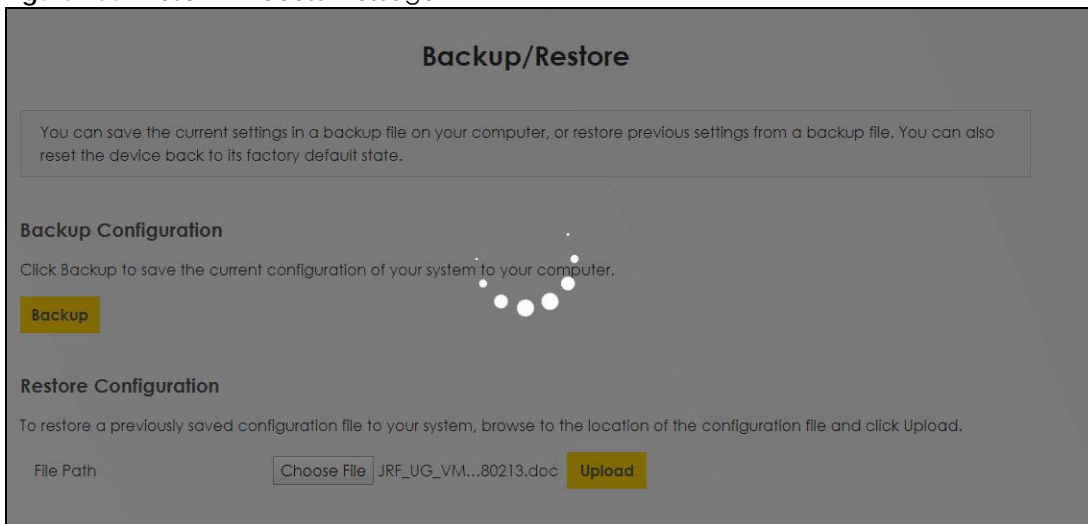 Backup/Restore
You can save the current settings in a backup file on your computer, or restore previous settings from a backup file. You can also
reset the device back to its factory default state.
Backup Configuration
Click Backup to save the current configuration of your system to your computer.
Backup
Restore Configuration
To restore a previously saved configuration file to your system, browse to the location of the configuration file and click Upload.
File Path Choose File JRF_UG_VM...80213.doc Upload